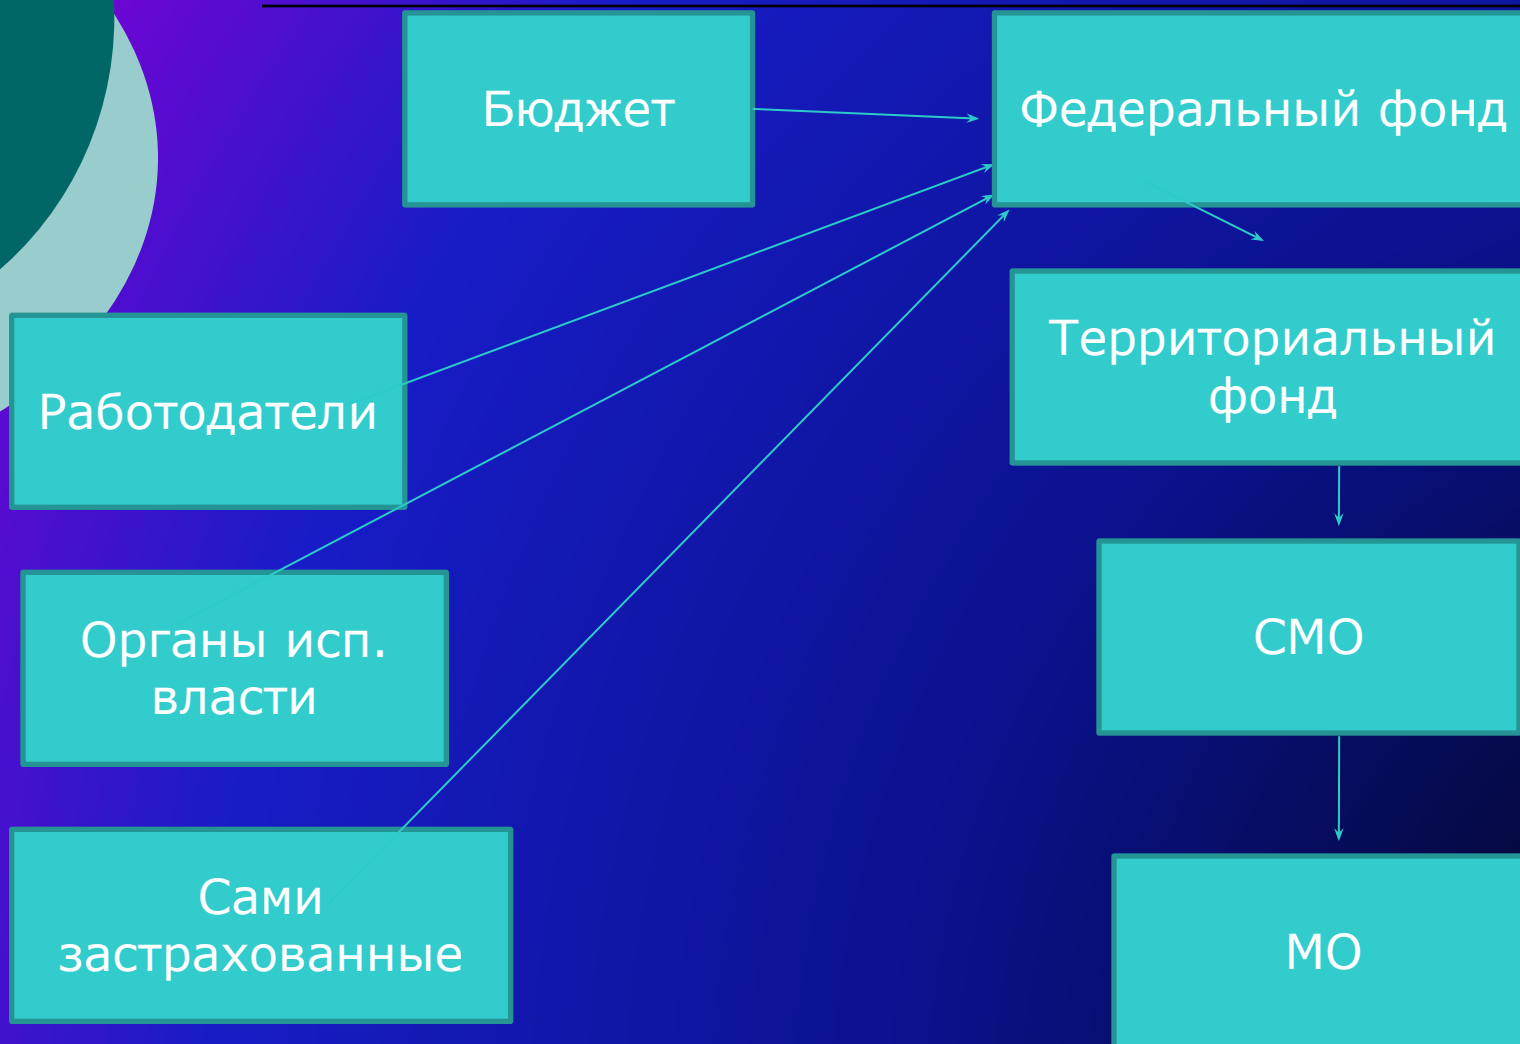 Бюджет
Федеральный фонд
Территориальный
фонд
Работодатели
Органы исп.
власти
СМО
Сами
застрахованные
МО